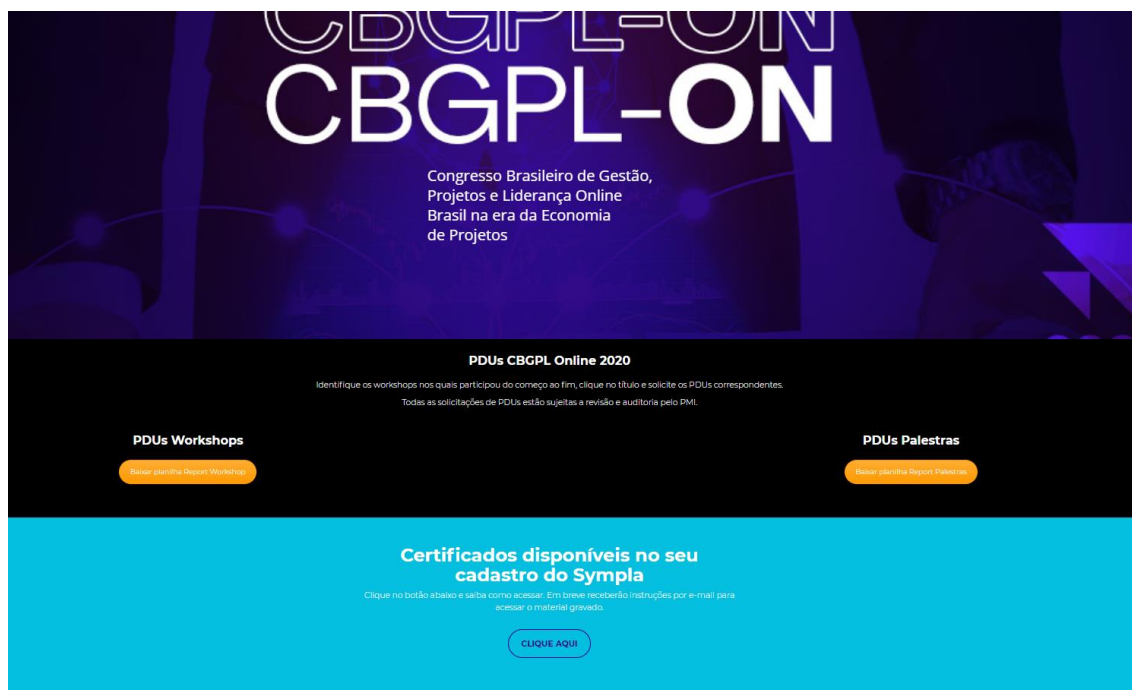 CBGPL-ON
CBGPL-ON
Congresso Brasileiro de Gestão,
Projetos e Liderança Online
Brasil na era da Economia
de Projetos
PDUs CBGPL Online 2020
Identifique os workshops nos quais participou do começo ao fim, clique no título e solicite os PDUs correspondentes.
Todas as solicitações de PDUs estão sujeitas a revisão e auditoria pelo PMI.
PDUs Workshops
PDUs Palestras
Baixar planilha Report Workshop
Baixar planilha Report Palestras
Certificados disponíveis no seu
cadastro do Sympla
Clique no botão abaixo e saiba como acessar. Em breve receberão instruções por e-mail para
acessar o material gravado.
CLIQUE AQUI